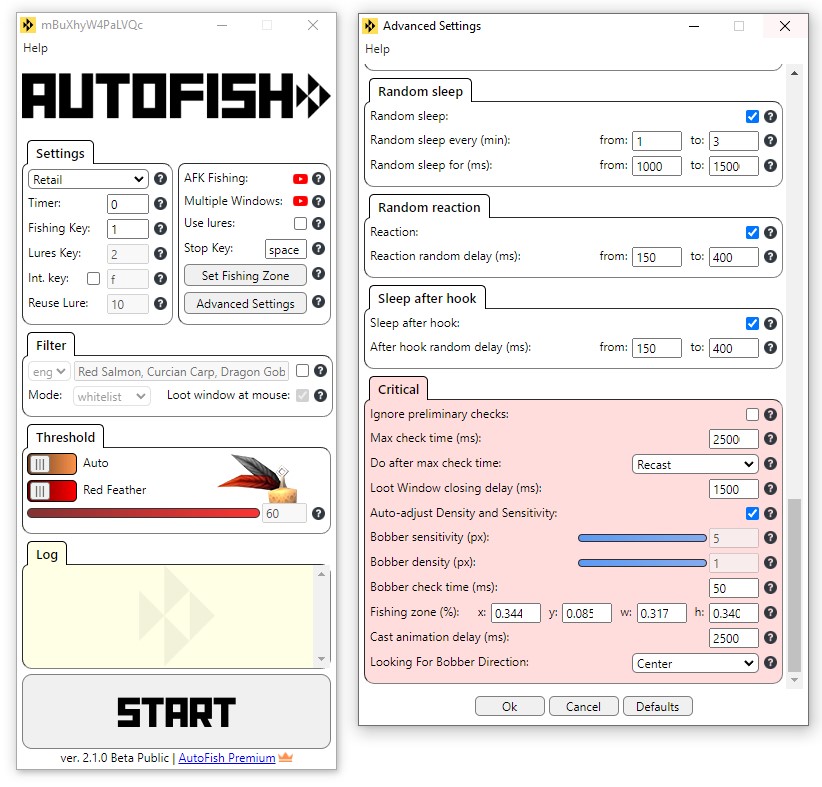 mBuXhyW4PaLVQc
Help
AUTOFISH
Settings
Retail
Timer: 0
Fishing Key: 1
Lures Key: 2
Int. key: f
Reuse Lure: 10
AFK Fishing:
Multiple Windows:
Use lures:
Stop Key: space
Set Fishing Zone
Advanced Settings
Filter
eng Red Salmon, Curcian Carp, Dragon Gob
Mode: whitelist Loot window at mouse:
Threshold
Auto
Red Feather
60
Log
START
ver. 2.1.0 Beta Public | AutoFish Premium
Advanced Settings
Help
Random sleep
Random sleep:
Random sleep every (min): from: 1 to: 3
Random sleep for (ms): from: 1000 to: 1500
Random reaction
Reaction:
Reaction random delay (ms): from: 150 to: 400
Sleep after hook
Sleep after hook:
After hook random delay (ms): from: 150 to: 400
Critical
Ignore preliminary checks:
Max check time (ms): 2500
Do after max check time: Recast
Loot Window closing delay (ms): 1500
Auto-adjust Density and Sensitivity:
Bobber sensitivity (px): 5
Bobber density (px): 1
Bobber check time (ms): 50
Fishing zone (%): x: 0.344 y: 0.085 w: 0.317 h: 0.340
Cast animation delay (ms): 2500
Looking For Bobber Direction: Center
Ok Cancel Defaults